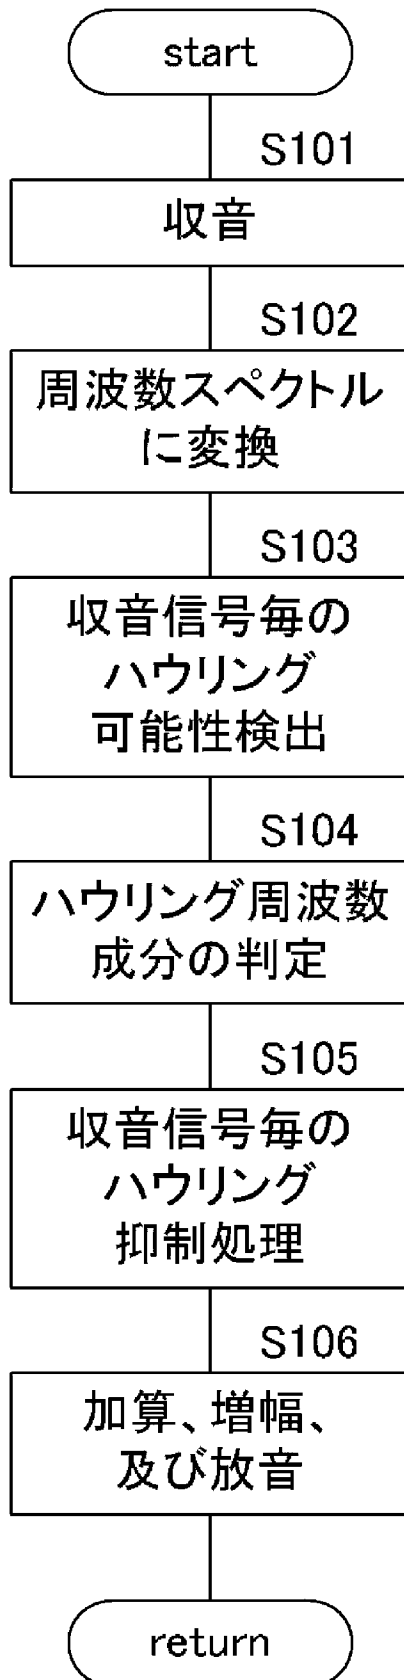 start
S101
収音
S102
周波数スペクトル
に変換
S103
収音信号毎の
ハウリング
可能性検出
S104
ハウリング周波数
成分の判定
S105
収音信号毎の
ハウリング
抑制処理
S106
加算、増幅、
及び放音
return